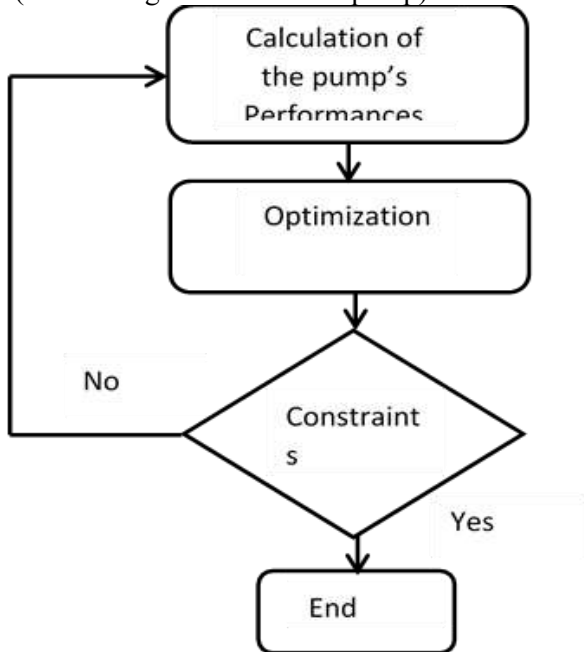 Calculation of
the pump's
Performances
Optimization
No
Constraint
s
Yes
End